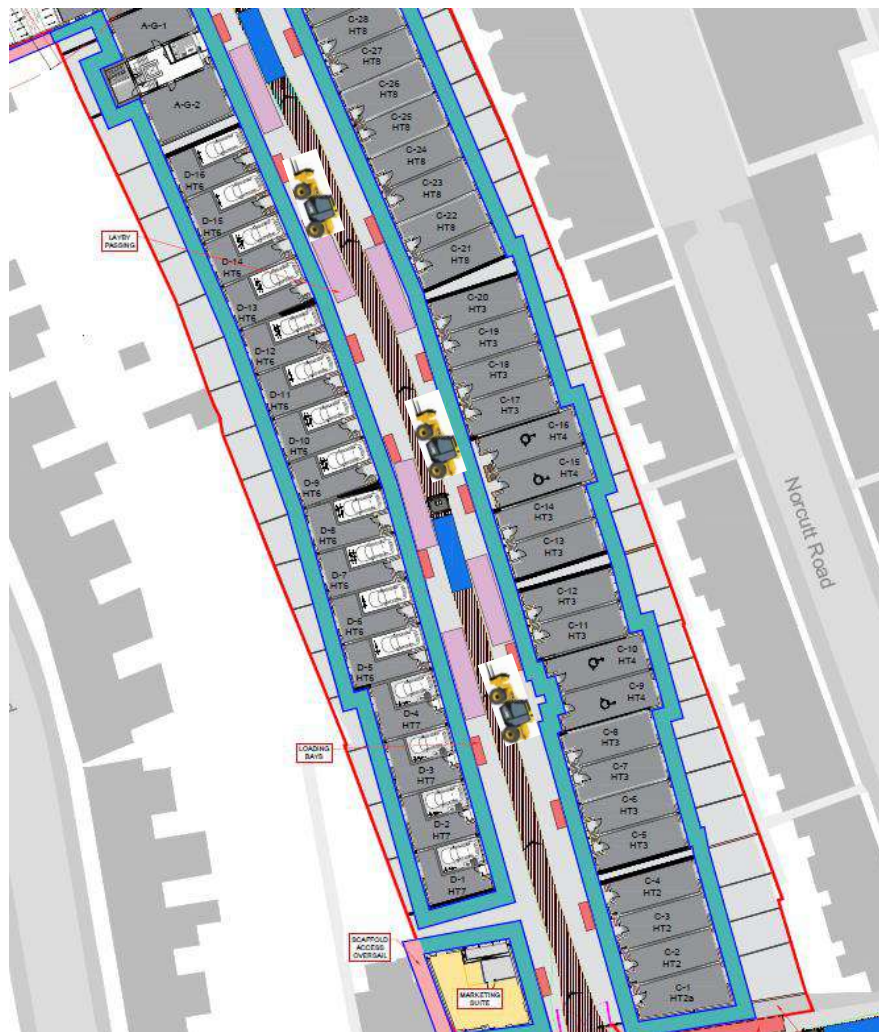 A-G-1
A-G-2
D-16
HT6
D-15
HT6
D-14
HT6
D-13
HT6
D-12
HT6
D-11
HT6
D-10
HT6
D-9
HT6
D-8
HT6
D-7
HT6
D-6
HT6
D-5
HT6
D-4
HT7
D-3
HT7
D-2
HT7
D-1
HT7
LAYBY
PASSING
LOADING
BAYS
SCAFFOLD
ACCESS
OVERSAIL
MARKETING
SUITE
C-28
HT8
C-27
HT8
C-26
HT8
C-25
HT8
C-24
HT8
C-23
HT8
C-22
HT8
C-21
HT8
C-20
HT3
C-19
HT3
C-18
HT3
C-17
HT3
C-16
HT4
C-15
HT4
C-14
HT3
C-13
HT3
C-12
HT3
C-11
HT3
C-10
HT4
C-9
HT4
C-8
HT3
C-7
HT3
C-6
HT3
C-5
HT3
C-4
HT2
C-3
HT2
C-2
HT2
C-1
HT2a
Norcutt Road